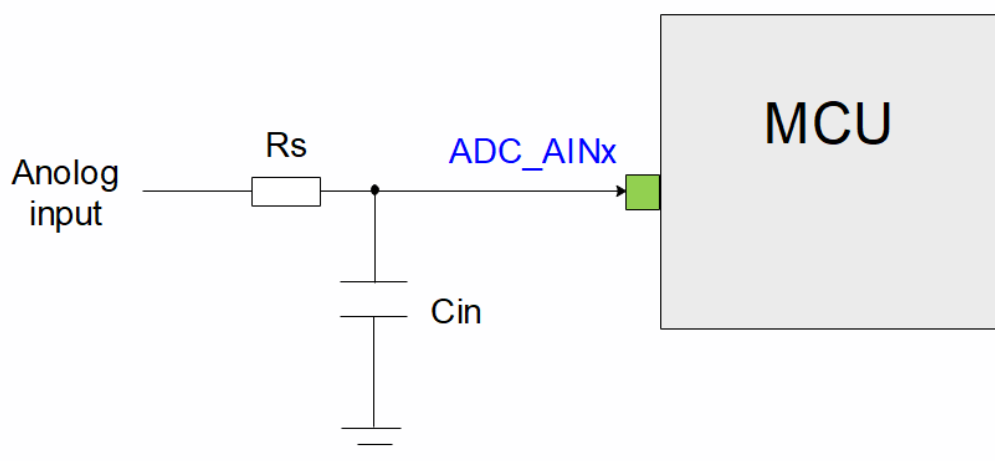 MCU
Rs
ADC_AINx
Anolog
input
Cin